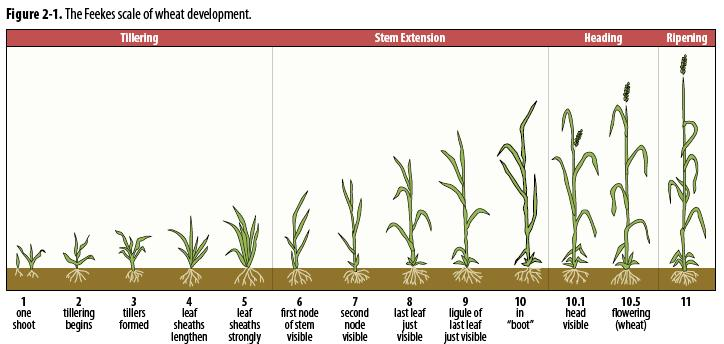 Figure 2-1. The Feekes scale of wheat development.
Tillering Stem Extension Heading Ripening
1 2 3 4 5 6 7 8 9 10 10.1 10.5 11
one shoot
tillering begins
tillers formed
leaf sheaths lengthen
leaf sheaths strongly
first node of stem visible
second node visible
last leaf just visible
ligule of last leaf just visible
in "boot"
head visible
flowering (wheat)